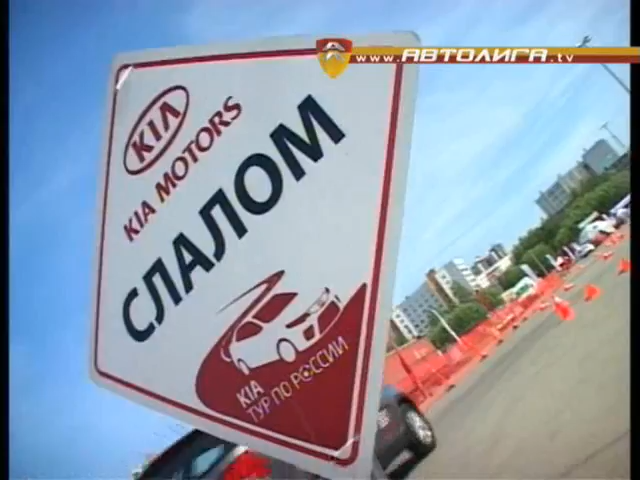 www.АВТОЛИГА.tv
KIA
KIA MOTORS
СЛАЛОМ
KIA
ТУР ПО РОССИИ